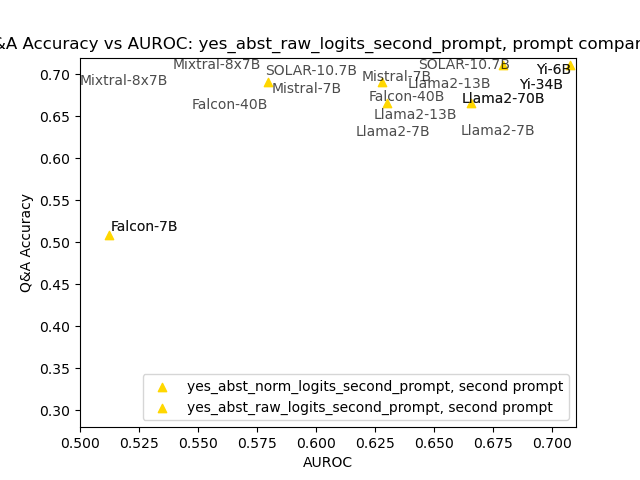 &A Accuracy vs AUROC: yes_abst_raw_logits_second_prompt, prompt compar
Mixtral-8x7B
SOLAR-10.7B
Yi-6B
SOLAR-10.7B
Mistral-7B
Mixtral-8x7B
Llama2-13B
Yi-34B
Mistral-7B
Falcon-40B
Llama2-70B
Falcon-40B
Llama2-13B
Llama2-7B
Llama2-7B
Falcon-7B
0.70
0.65
0.60
0.55
0.50
0.45
0.40
0.35
0.30
Q&A Accuracy
yes_abst_norm_logits_second_prompt, second prompt
yes_abst_raw_logits_second_prompt, second prompt
0.500 0.525 0.550 0.575 0.600 0.625 0.650 0.675 0.700
AUROC